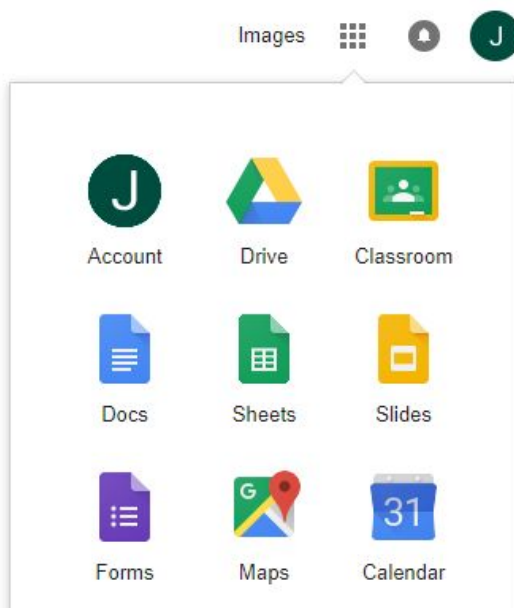 Images J
J
Account Drive Classroom
Docs Sheets Slides
G 31
Forms Maps Calendar